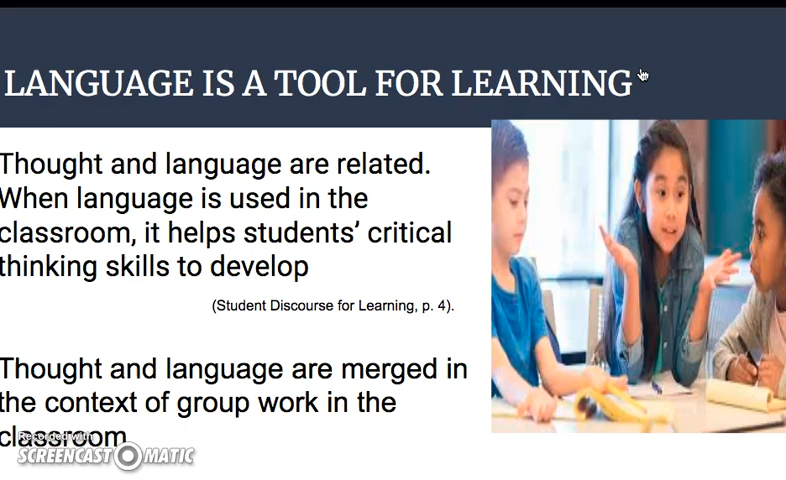 LANGUAGE IS A TOOL FOR LEARNING
Thought and language are related.
When language is used in the
classroom, it helps students’ critical
thinking skills to develop
(Student Discourse for Learning, p. 4).
Thought and language are merged in
the context of group work in the
classroom
Recorded with
SCREENCAST-O-MATIC